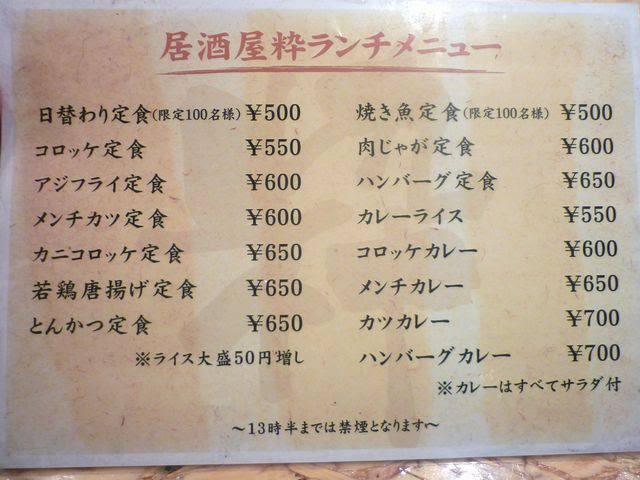 居酒屋粋ランチメニュー
日替わり定食(限定100名様) ¥500
コロッケ定食 ¥550
アジフライ定食 ¥600
メンチカツ定食 ¥600
カニコロッケ定食 ¥650
若鶏唐揚げ定食 ¥650
とんかつ定食 ¥650
※ライス大盛50円増し
焼き魚定食(限定100名様) ¥500
肉じゃが定食 ¥600
ハンバーグ定食 ¥650
カレーライス ¥550
コロッケカレー ¥600
メンチカレー ¥650
カツカレー ¥700
ハンバーグカレー ¥700
※カレーはすべてサラダ付
～13時半までは禁煙となります～